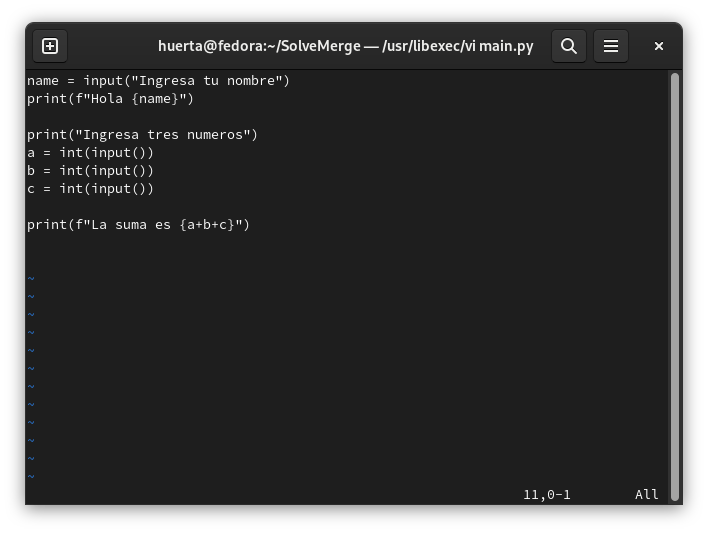 huerta@fedora:~/SolveMerge — /usr/libexec/vi main.py
name = input("Ingresa tu nombre")
print(f"Hola {name}")
print("Ingresa tres numeros")
a = int(input())
b = int(input())
c = int(input())
print(f"La suma es {a+b+c}")
~
~
~
~
~
~
~
~
~
~
~
~
11,0-1 All